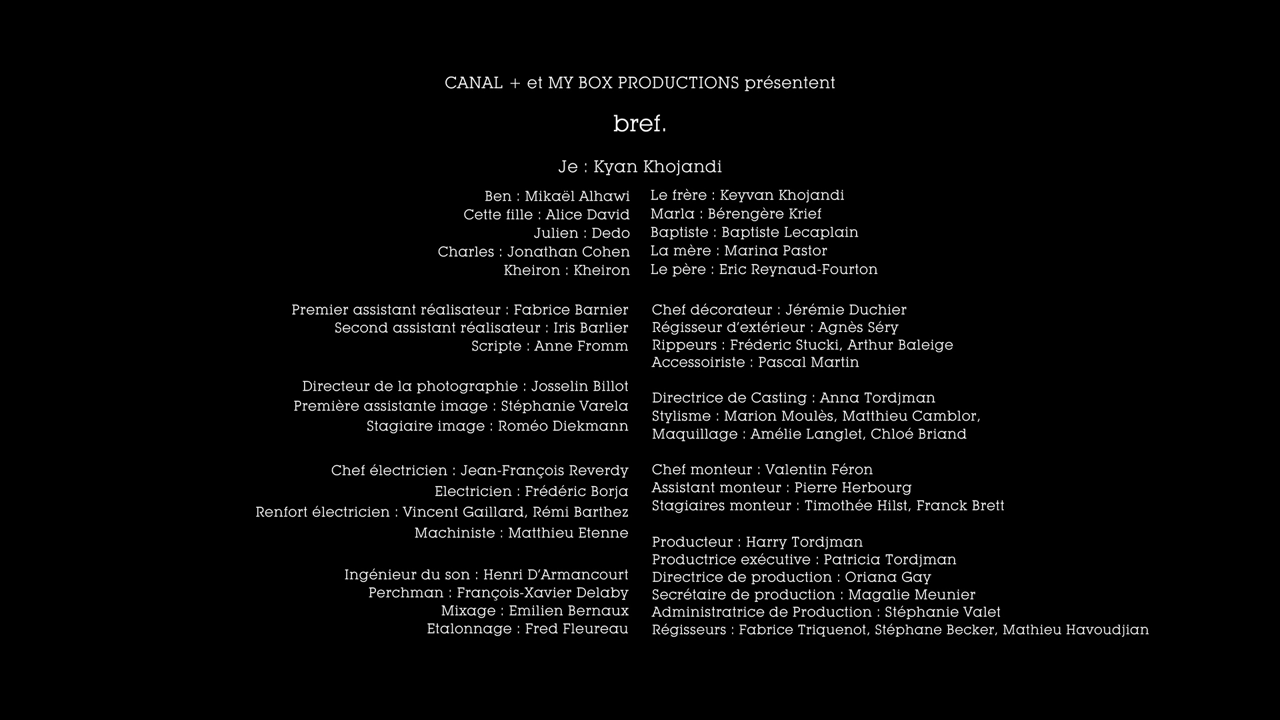 CANAL + et MY BOX PRODUCTIONS présentent
bref.
Je : Kyan Khojandi
Ben : Mikaël Alhawi
Cette fille : Alice David
Julien : Dedo
Charles : Jonathan Cohen
Kheiron : Kheiron
Le frère : Keyvan Khojandi
Marla : Bérengère Krief
Baptiste : Baptiste Lecaplain
La mère : Marina Pastor
Le père : Eric Reynaud-Fourton
Premier assistant réalisateur : Fabrice Barnier
Second assistant réalisateur : Iris Barlier
Scripte : Anne Fromm
Directeur de la photographie : Josselin Billot
Première assistante image : Stéphanie Varela
Stagiaire image : Roméo Diekmann
Chef électricien : Jean-François Reverdy
Electricien : Frédéric Borja
Renfort électricien : Vincent Gaillard, Rémi Barthez
Machiniste : Matthieu Etenne
Ingénieur du son : Henri D'Armancourt
Perchman : François-Xavier Delaby
Mixage : Emilien Bernaux
Etalonnage : Fred Fleureau
Chef décorateur : Jérémie Duchier
Régisseur d'extérieur : Agnès Séry
Rippeurs : Fréderic Stucki, Arthur Baleige
Accessoiriste : Pascal Martin
Directrice de Casting : Anna Tordjman
Stylisme : Marion Moulès, Matthieu Camblor,
Maquillage : Amélie Langlet, Chloé Briand
Chef monteur : Valentin Féron
Assistant monteur : Pierre Herbourg
Stagiaires monteur : Timothée Hilst, Franck Brett
Producteur : Harry Tordjman
Productrice exécutive : Patricia Tordjman
Directrice de production : Oriana Gay
Secrétaire de production : Magalie Meunier
Administratrice de Production : Stéphanie Valet
Régisseurs : Fabrice Triquenot, Stéphane Becker, Mathieu Havoudjian